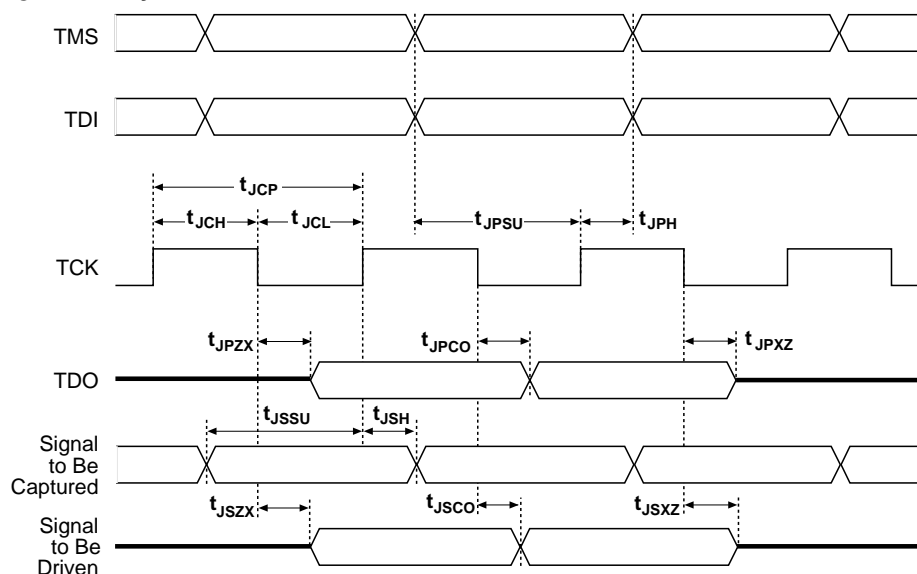 TMS
TDI
tJCP
tJCH
tJCL
tJPSU
tJPH
TCK
tJPZX
tJPCO
tJPXZ
TDO
tJSSU
tJSH
Signal
to Be
Captured
tJSZX
tJSCO
tJSXZ
Signal
to Be
Driven